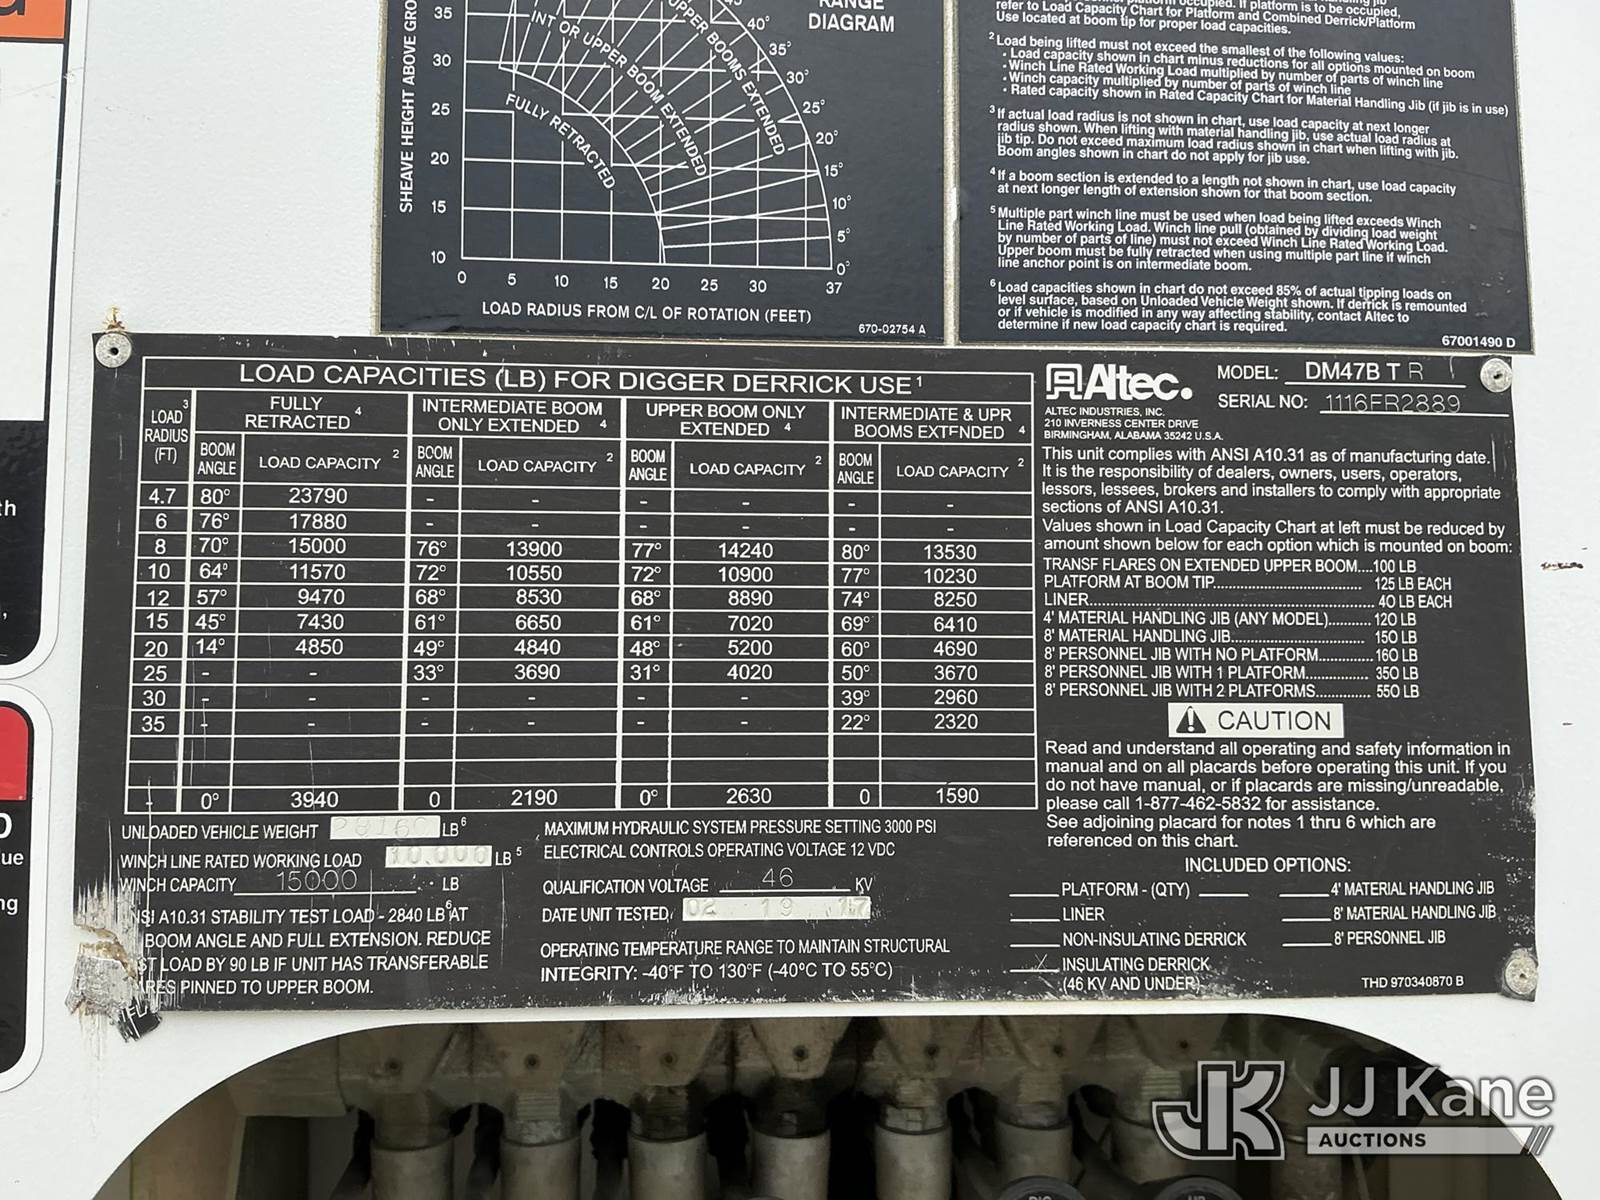 35
30
25
20
15
10
SHEAVE HEIGHT ABOVE
0 5 10 15 20 25 30 37
LOAD RADIUS FROM C/L OF ROTATION (FEET)
670-02754 A
RANGE
DIAGRAM
INT OR UPPER BOOM EXTENDED
UPPER BOOMS EXTENDED
FULLY RETRACTED
40°
35°
30°
25°
20°
15°
10°
5°
0°
refer to Load Capacity Chart for Platform and Combined Derrick/Platform
Use located at boom tip for proper load capacities.
2 Load being lifted must not exceed the smallest of the following values:
• Load capacity shown in chart minus reductions for all options mounted on boom
• Winch Line Rated Working Load multiplied by number of parts of winch line
• Winch capacity multiplied by number of parts of winch line
• Rated capacity shown in Rated Capacity Chart for Material Handling Jib (if jib is in use)
3 If actual load radius is not shown in chart, use load capacity at next longer
radius shown. When lifting with material handling jib, use actual load radius at
jib tip. Do not exceed maximum load radius shown in chart when lifting with jib.
Boom angles shown in chart do not apply for jib use.
4 If a boom section is extended to a length not shown in chart, use load capacity
at next longer length of extension shown for that boom section.
5 Multiple part winch line must be used when load being lifted exceeds Winch
Line Rated Working Load. Winch line pull (obtained by dividing load weight
by number of parts of line) must not exceed Winch Line Rated Working Load.
Upper boom must be fully retracted when using multiple part line if winch
line anchor point is on intermediate boom.
6 Load capacities shown in chart do not exceed 85% of actual tipping loads on
level surface, based on Unloaded Vehicle Weight shown. If derrick is remounted
or if vehicle is modified in any way affecting stability, contact Altec to
determine if new load capacity chart is required.
67001490 D
LOAD CAPACITIES (LB) FOR DIGGER DERRICK USE 1
LOAD RADIUS (FT) 3
FULLY RETRACTED 4
INTERMEDIATE BOOM ONLY EXTENDED 4
UPPER BOOM ONLY EXTENDED 4
INTERMEDIATE & UPR BOOMS EXTENDED 4
BOOM ANGLE LOAD CAPACITY 2 BOOM ANGLE LOAD CAPACITY 2 BOOM ANGLE LOAD CAPACITY 2 BOOM ANGLE LOAD CAPACITY 2
4.7 80° 23790 - - - - - -
6 76° 17880 - - - - - -
8 70° 15000 76° 13900 77° 14240 80° 13530
10 64° 11570 72° 10550 72° 10900 77° 10230
12 57° 9470 68° 8530 68° 8890 74° 8250
15 45° 7430 61° 6650 61° 7020 69° 6410
20 14° 4850 49° 4840 48° 5200 60° 4690
25 - - 33° 3690 31° 4020 50° 3670
30 - - - - - - 39° 2960
35 - - - - - - 22° 2320
- 0° 3940 0 2190 0° 2630 0 1590
UNLOADED VEHICLE WEIGHT LB 6
WINCH LINE RATED WORKING LOAD 10,000 LB 5
WINCH CAPACITY 15000 LB
A10.31 STABILITY TEST LOAD - 2840 LB 6 AT
BOOM ANGLE AND FULL EXTENSION. REDUCE
LOAD BY 90 LB IF UNIT HAS TRANSFERABLE
PINNED TO UPPER BOOM.
MAXIMUM HYDRAULIC SYSTEM PRESSURE SETTING 3000 PSI
ELECTRICAL CONTROLS OPERATING VOLTAGE 12 VDC
QUALIFICATION VOLTAGE 46 KV
DATE UNIT TESTED 02 19 17
OPERATING TEMPERATURE RANGE TO MAINTAIN STRUCTURAL
INTEGRITY: -40°F TO 130°F (-40°C TO 55°C)
Altec.
ALTEC INDUSTRIES, INC.
210 INVERNESS CENTER DRIVE
BIRMINGHAM, ALABAMA 35242 U.S.A.
MODEL: DM47B T R
SERIAL NO: 1116FR2889
This unit complies with ANSI A10.31 as of manufacturing date.
It is the responsibility of dealers, owners, users, operators,
lessors, lessees, brokers and installers to comply with appropriate
sections of ANSI A10.31.
Values shown in Load Capacity Chart at left must be reduced by
amount shown below for each option which is mounted on boom:
TRANSF FLARES ON EXTENDED UPPER BOOM....100 LB
PLATFORM AT BOOM TIP.......... 125 LB EACH
LINER.......... 40 LB EACH
4' MATERIAL HANDLING JIB (ANY MODEL).......... 120 LB
8' MATERIAL HANDLING JIB.......... 150 LB
8' PERSONNEL JIB WITH NO PLATFORM.......... 160 LB
8' PERSONNEL JIB WITH 1 PLATFORM.......... 350 LB
8' PERSONNEL JIB WITH 2 PLATFORMS.......... 550 LB
CAUTION
Read and understand all operating and safety information in
manual and on all placards before operating this unit. If you
do not have manual, or if placards are missing/unreadable,
please call 1-877-462-5832 for assistance.
See adjoining placard for notes 1 thru 6 which are
referenced on this chart.
INCLUDED OPTIONS:
PLATFORM - (QTY) 4' MATERIAL HANDLING JIB
LINER 8' MATERIAL HANDLING JIB
NON-INSULATING DERRICK 8' PERSONNEL JIB
X INSULATING DERRICK
(46 KV AND UNDER)
THD 970340870 B
JK JJ Kane
AUCTIONS